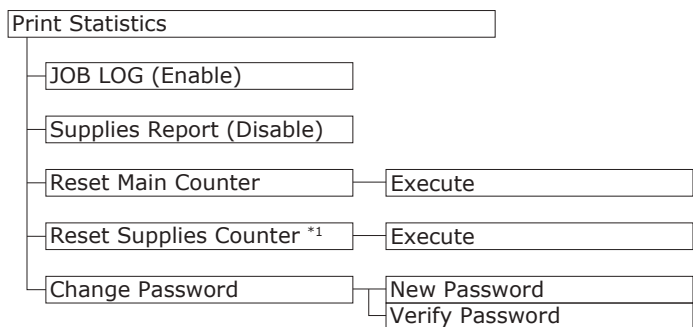 Print Statistics
JOB LOG (Enable)
Supplies Report (Disable)
Reset Main Counter
Execute
Reset Supplies Counter *1
Execute
Change Password
New Password
Verify Password